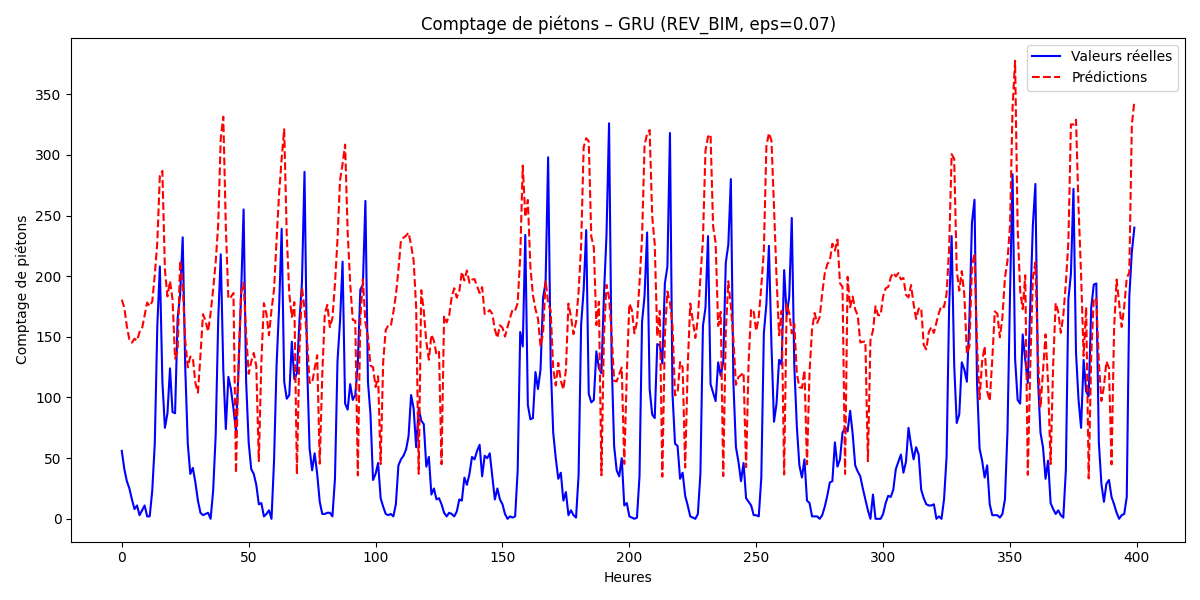 Comptage de piétons – GRU (REV_BIM, eps=0.07)
Valeurs réelles
Prédictions
Comptage de piétons
350
300
250
200
150
100
50
0
0 50 100 150 200 250 300 350 400
Heures